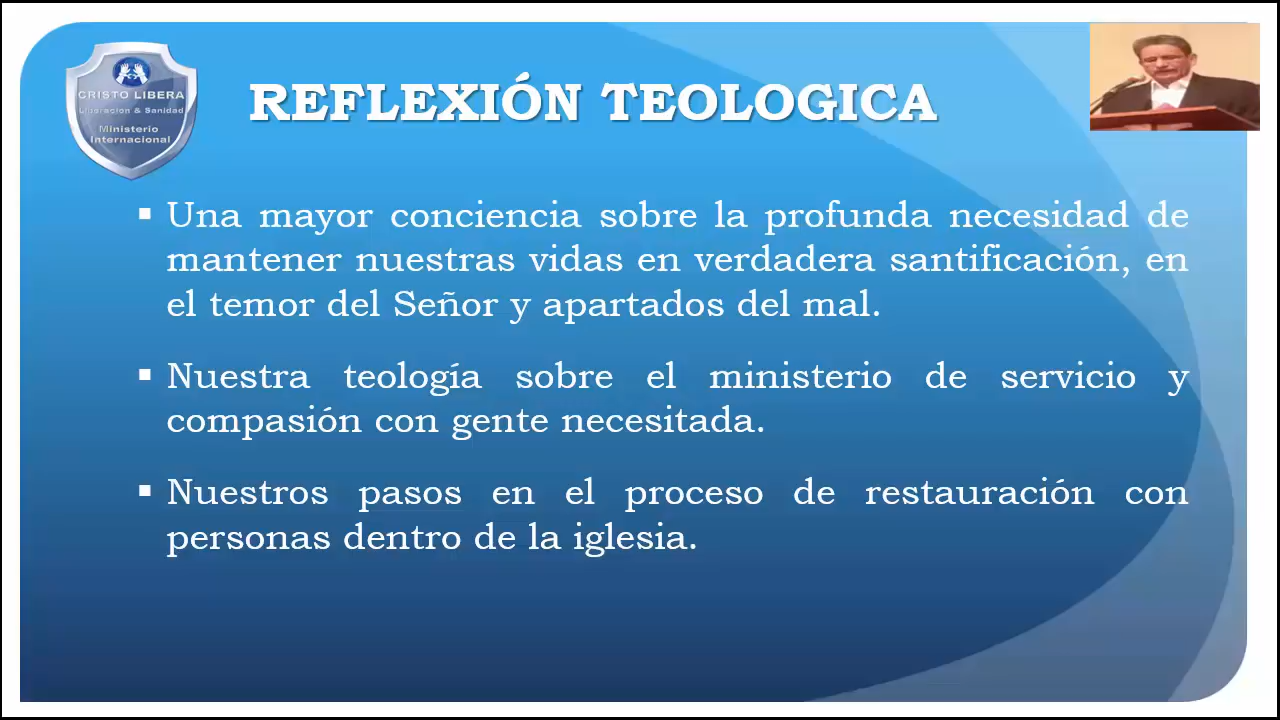 CRISTO LIBERA
Liberacion & Sanidad
Ministerio
Internacional
REFLEXIÓN TEOLOGICA
▪ Una mayor conciencia sobre la profunda necesidad de
mantener nuestras vidas en verdadera santificación, en
el temor del Señor y apartados del mal.
▪ Nuestra teología sobre el ministerio de servicio y
compasión con gente necesitada.
▪ Nuestros pasos en el proceso de restauración con
personas dentro de la iglesia.